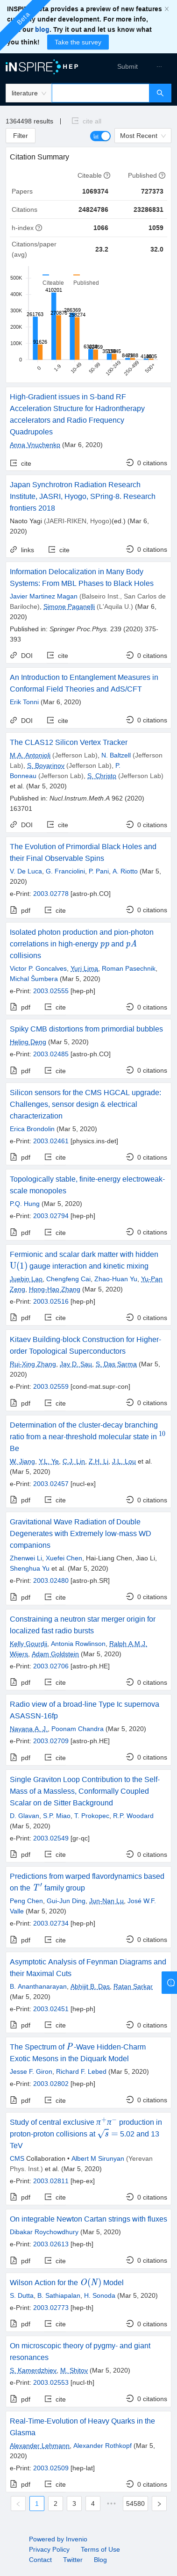 INSPIRE provides a preview of new features
currently under development. For more info,
read our blog. Try it out and let us know what
you think!
Take the survey
Beta
INSPIRE HEP
Submit
literature
1364498 results | cite all
Filter
Most Recent
Citation Summary
Citeable Published
Papers 1069374 727373
Citations 24824786 23286831
h-index 1066 1059
Citations/paper
(avg) 23.2 32.0
Citeable Published
500K
400K
300K
200K
100K
0
0 1-9 10-49 50-99 100-249 250-499 500+
High-Gradient issues in S-band RF
Acceleration Structure for Hadrontherapy
accelerators and Radio Frequency
Quadrupoles
Anna Vnuchenko (Mar 6, 2020)
cite 0 citations
Japan Synchrotron Radiation Research
Institute, JASRI, Hyogo, SPring-8. Research
frontiers 2018
Naoto Yagi (JAERI-RIKEN, Hyogo)(ed.) (Mar 6,
2020)
links cite 0 citations
Information Delocalization in Many Body
Systems: From MBL Phases to Black Holes
Javier Martinez Magan (Balseiro Inst., San Carlos de
Bariloche), Simone Paganelli (L'Aquila U.) (Mar 6,
2020)
Published in: Springer Proc.Phys. 239 (2020) 375-
393
DOI cite 0 citations
An Introduction to Entanglement Measures in
Conformal Field Theories and AdS/CFT
Erik Tonni (Mar 6, 2020)
DOI cite 0 citations
The CLAS12 Silicon Vertex Tracker
M.A. Antonioli (Jefferson Lab), N. Baltzell (Jefferson
Lab), S. Boyarinov (Jefferson Lab), P.
Bonneau (Jefferson Lab), S. Christo (Jefferson Lab)
et al. (Mar 5, 2020)
Published in: Nucl.Instrum.Meth.A 962 (2020)
163701
DOI cite 0 citations
The Evolution of Primordial Black Holes and
their Final Observable Spins
V. De Luca, G. Franciolini, P. Pani, A. Riotto (Mar 5,
2020)
e-Print: 2003.02778 [astro-ph.CO]
pdf cite 0 citations
Isolated photon production and pion-photon
correlations in high-energy pp and pA
collisions
Victor P. Goncalves, Yuri Lima, Roman Pasechnik,
Michal Šumbera (Mar 5, 2020)
e-Print: 2003.02555 [hep-ph]
pdf cite 0 citations
Spiky CMB distortions from primordial bubbles
Heling Deng (Mar 5, 2020)
e-Print: 2003.02485 [astro-ph.CO]
pdf cite 0 citations
Silicon sensors for the CMS HGCAL upgrade:
Challenges, sensor design & electrical
characterization
Erica Brondolin (Mar 5, 2020)
e-Print: 2003.02461 [physics.ins-det]
pdf cite 0 citations
Topologically stable, finite-energy electroweak-
scale monopoles
P.Q. Hung (Mar 5, 2020)
e-Print: 2003.02794 [hep-ph]
pdf cite 0 citations
Fermionic and scalar dark matter with hidden
U(1) gauge interaction and kinetic mixing
Juebin Lao, Chengfeng Cai, Zhao-Huan Yu, Yu-Pan
Zeng, Hong-Hao Zhang (Mar 5, 2020)
e-Print: 2003.02516 [hep-ph]
pdf cite 0 citations
Kitaev Building-block Construction for Higher-
order Topological Superconductors
Rui-Xing Zhang, Jay D. Sau, S. Das Sarma (Mar 5,
2020)
e-Print: 2003.02559 [cond-mat.supr-con]
pdf cite 0 citations
Determination of the cluster-decay branching
ratio from a near-threshold molecular state in 10
Be
W. Jiang, Y.L. Ye, C.J. Lin, Z.H. Li, J.L. Lou et al.
(Mar 5, 2020)
e-Print: 2003.02457 [nucl-ex]
pdf cite 0 citations
Gravitational Wave Radiation of Double
Degenerates with Extremely low-mass WD
companions
Zhenwei Li, Xuefei Chen, Hai-Liang Chen, Jiao Li,
Shenghua Yu et al. (Mar 5, 2020)
e-Print: 2003.02480 [astro-ph.SR]
pdf cite 0 citations
Constraining a neutron star merger origin for
localized fast radio bursts
Kelly Gourdji, Antonia Rowlinson, Ralph A.M.J.
Wijers, Adam Goldstein (Mar 5, 2020)
e-Print: 2003.02706 [astro-ph.HE]
pdf cite 0 citations
Radio view of a broad-line Type Ic supernova
ASASSN-16fp
Nayana A. J., Poonam Chandra (Mar 5, 2020)
e-Print: 2003.02709 [astro-ph.HE]
pdf cite 0 citations
Single Graviton Loop Contribution to the Self-
Mass of a Massless, Conformally Coupled
Scalar on de Sitter Background
D. Glavan, S.P. Miao, T. Prokopec, R.P. Woodard
(Mar 5, 2020)
e-Print: 2003.02549 [gr-qc]
pdf cite 0 citations
Predictions from warped flavordynamics based
on the T′ family group
Peng Chen, Gui-Jun Ding, Jun-Nan Lu, José W.F.
Valle (Mar 5, 2020)
e-Print: 2003.02734 [hep-ph]
pdf cite 0 citations
Asymptotic Analysis of Feynman Diagrams and
their Maximal Cuts
B. Ananthanarayan, Abhijit B. Das, Ratan Sarkar
(Mar 5, 2020)
e-Print: 2003.02451 [hep-ph]
pdf cite 0 citations
The Spectrum of P-Wave Hidden-Charm
Exotic Mesons in the Diquark Model
Jesse F. Giron, Richard F. Lebed (Mar 5, 2020)
e-Print: 2003.02802 [hep-ph]
pdf cite 0 citations
Study of central exclusive π⁺π⁻ production in
proton-proton collisions at √s = 5.02 and 13
TeV
CMS Collaboration • Albert M Sirunyan (Yerevan
Phys. Inst.) et al. (Mar 5, 2020)
e-Print: 2003.02811 [hep-ex]
pdf cite 0 citations
On integrable Newton Cartan strings with fluxes
Dibakar Roychowdhury (Mar 5, 2020)
e-Print: 2003.02613 [hep-th]
pdf cite 0 citations
Wilson Action for the O(N) Model
S. Dutta, B. Sathiapalan, H. Sonoda (Mar 5, 2020)
e-Print: 2003.02773 [hep-th]
pdf cite 0 citations
On microscopic theory of pygmy- and giant
resonances
S. Kamerdzhiev, M. Shitov (Mar 5, 2020)
e-Print: 2003.02553 [nucl-th]
pdf cite 0 citations
Real-Time-Evolution of Heavy Quarks in the
Glasma
Alexander Lehmann, Alexander Rothkopf (Mar 5,
2020)
e-Print: 2003.02509 [hep-lat]
pdf cite 0 citations
1 2 3 4 ••• 54580
Powered by Invenio
Privacy Policy Terms of Use
Contact Twitter Blog